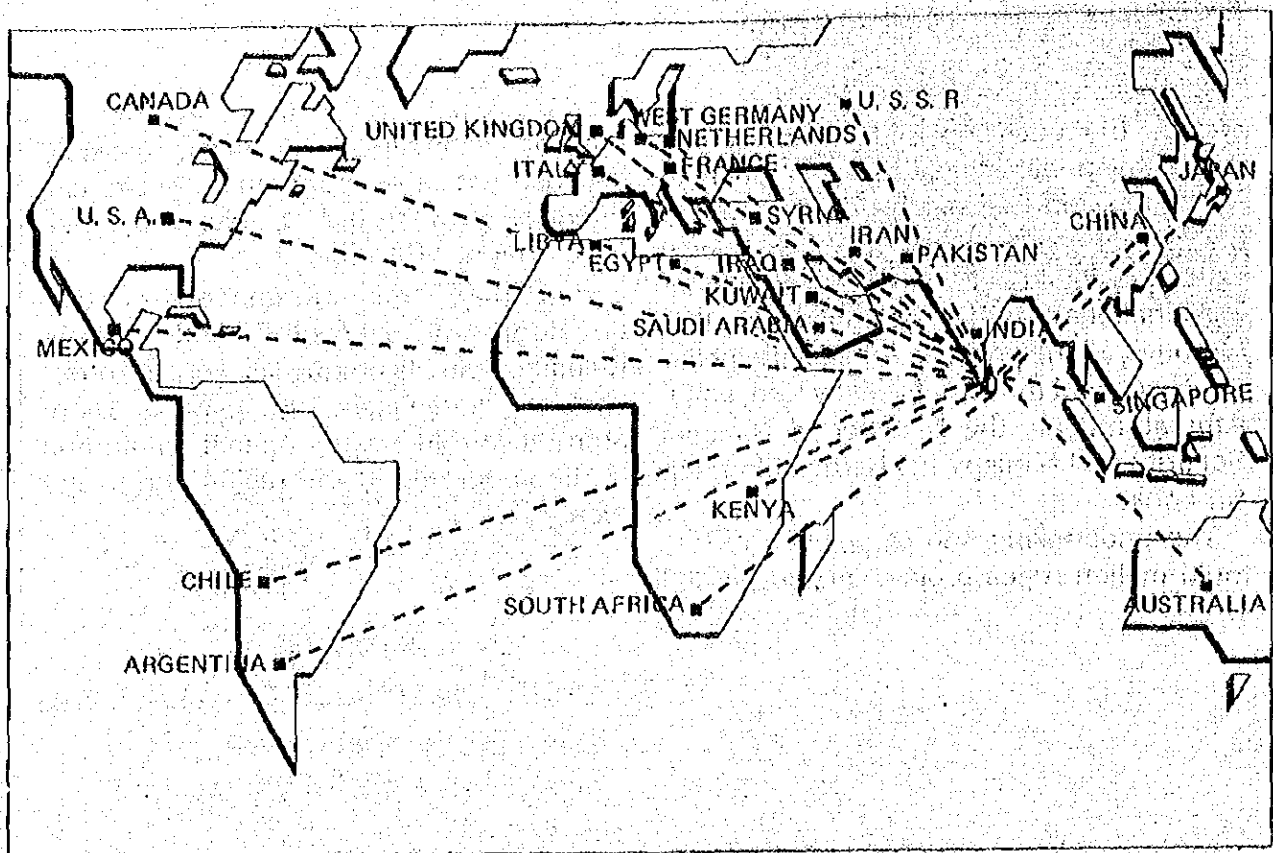 CANADA
U. S. S. R
WEST GERMANY
UNITED KINGDOM
NETHERLANDS
ITALY
FRANCE
JAPAN
U. S. A.
SYRIA
CHINA
LIBYA
IRAN
EGYPT
IRAQ
PAKISTAN
KUWAIT
SAUDI ARABIA
INDIA
MEXICO
SINGAPORE
KENYA
CHILE
SOUTH AFRICA
AUSTRALIA
ARGENTINA